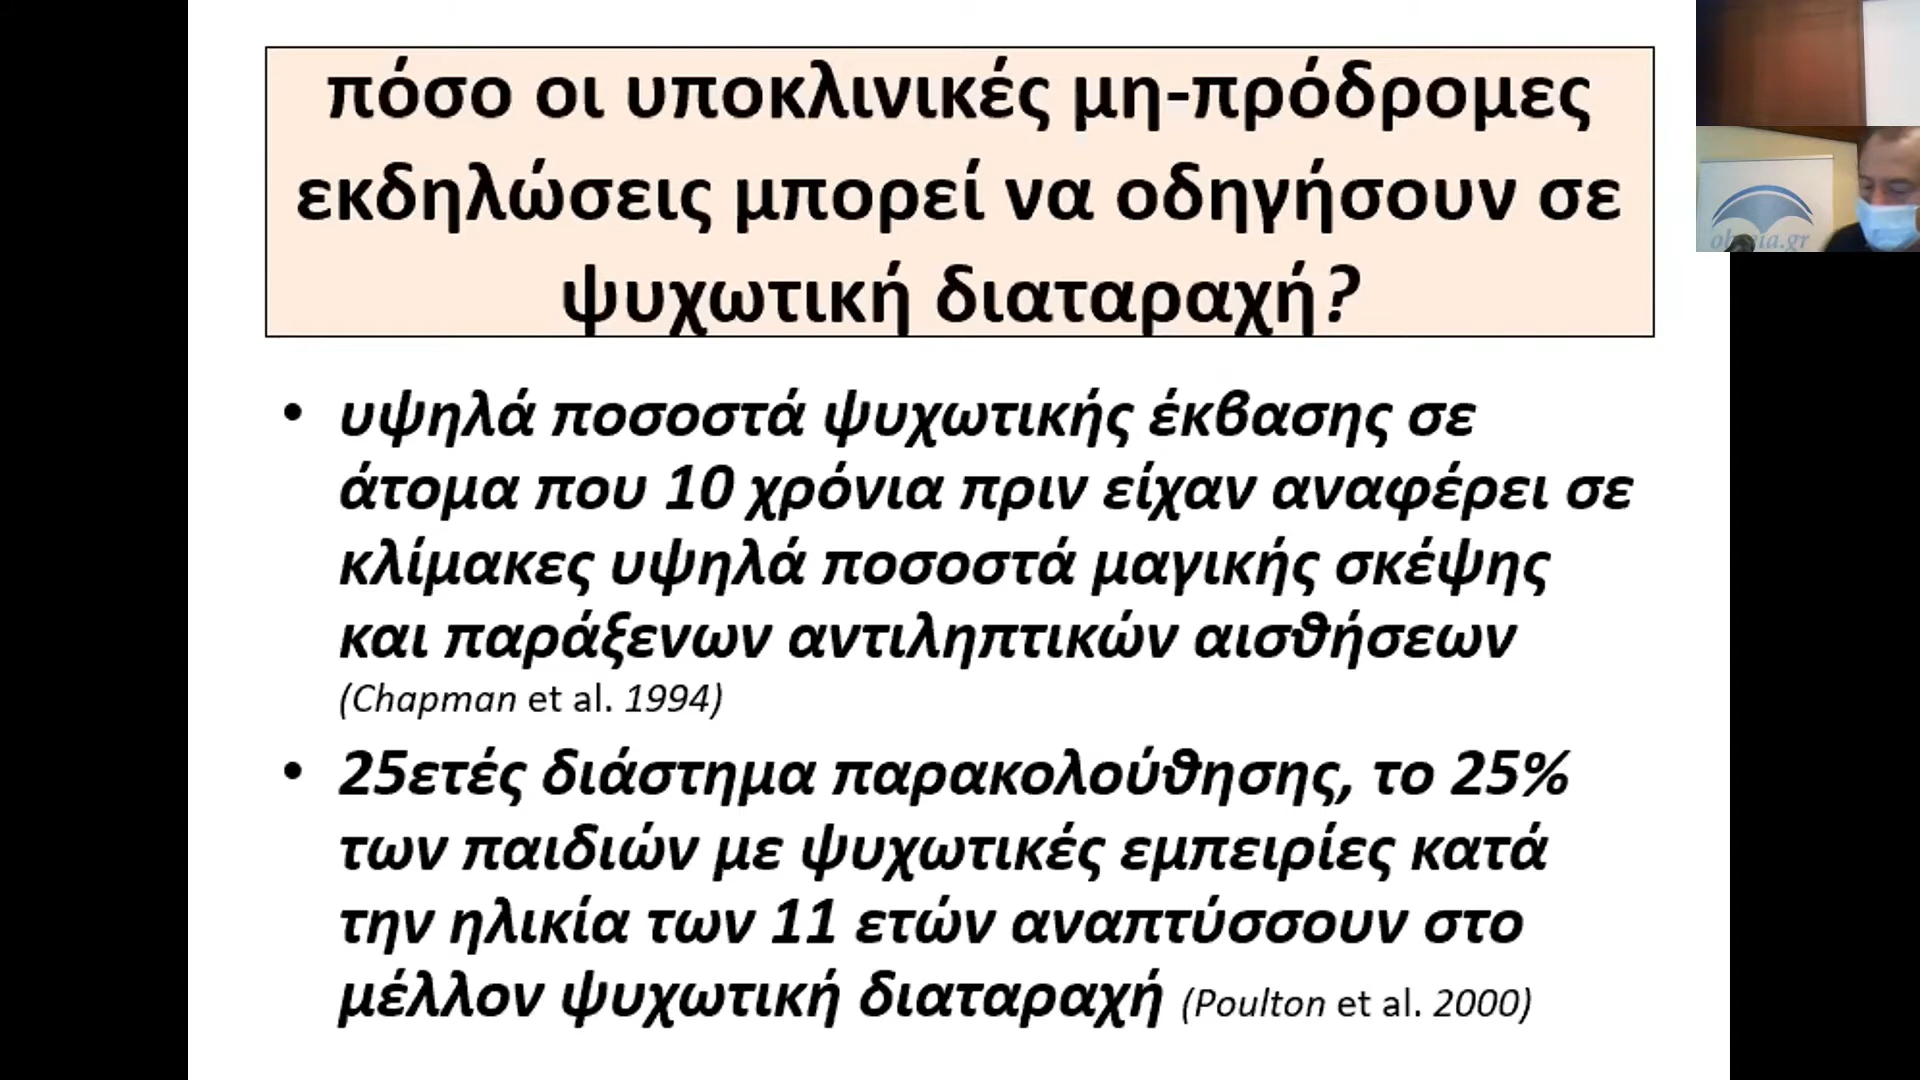 πόσο οι υποκλινικές μη-πρόδρομες
εκδηλώσεις μπορεί να οδηγήσουν σε
ψυχωτική διαταραχή?
• υψηλά ποσοστά ψυχωτικής έκβασης σε
άτομα που 10 χρόνια πριν είχαν αναφέρει σε
κλίμακες υψηλά ποσοστά μαγικής σκέψης
και παράξενων αντιληπτικών αισθήσεων
(Chapman et al. 1994)
• 25ετές διάστημα παρακολούθησης, το 25%
των παιδιών με ψυχωτικές εμπειρίες κατά
την ηλικία των 11 ετών αναπτύσσουν στο
μέλλον ψυχωτική διαταραχή (Poulton et al. 2000)